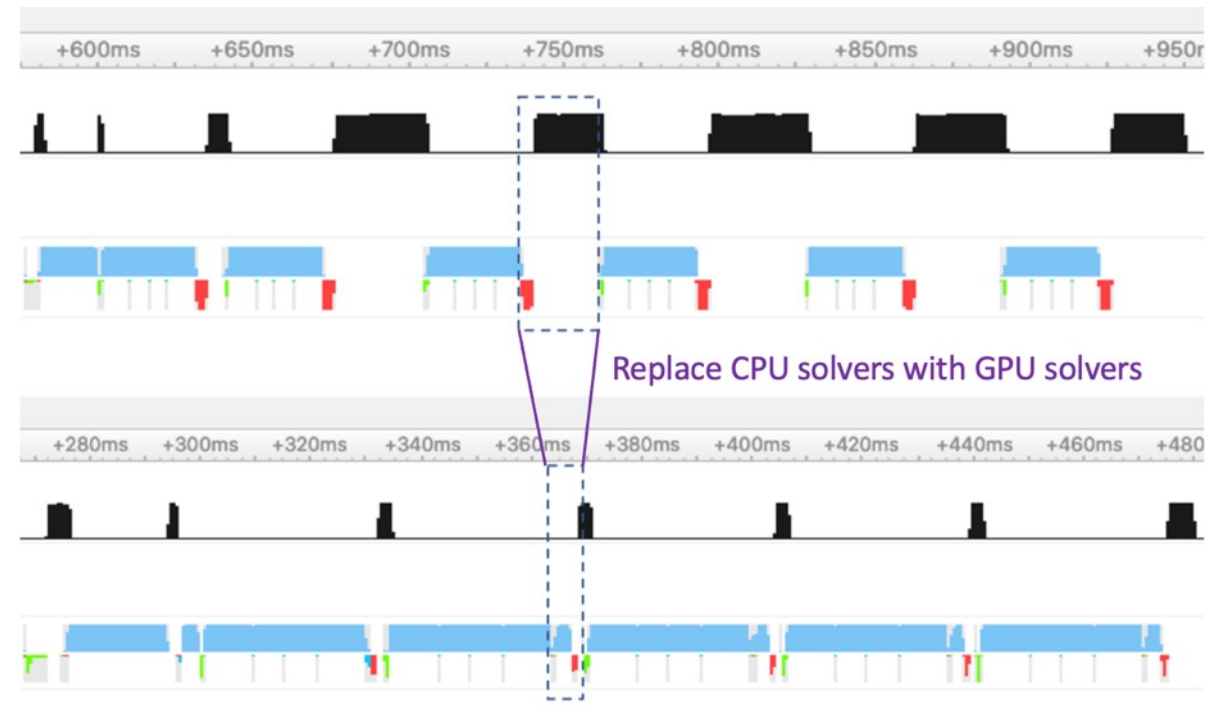 +600ms +650ms +700ms +750ms +800ms +850ms +900ms +950r
Replace CPU solvers with GPU solvers
+280ms +300ms +320ms +340ms +360ms +380ms +400ms +420ms +440ms +460ms +480